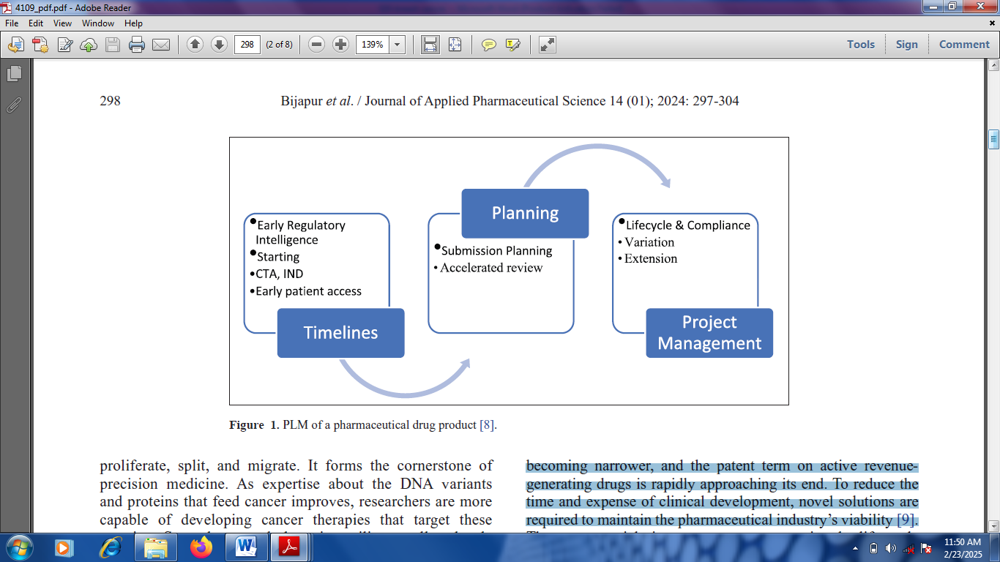 4109_pdf.pdf - Adobe Reader
File Edit View Window Help
298 (2 of 8) 139% Tools Sign Comment
298 Bijapur et al. / Journal of Applied Pharmaceutical Science 14 (01); 2024: 297-304
●Early Regulatory
Intelligence
●Starting
•CTA, IND
•Early patient access
Timelines
Planning
●Submission Planning
• Accelerated review
●Lifecycle & Compliance
• Variation
• Extension
Project
Management
Figure 1. PLM of a pharmaceutical drug product [8].
proliferate, split, and migrate. It forms the cornerstone of
precision medicine. As expertise about the DNA variants
and proteins that feed cancer improves, researchers are more
capable of developing cancer therapies that target these
becoming narrower, and the patent term on active revenue-
generating drugs is rapidly approaching its end. To reduce the
time and expense of clinical development, novel solutions are
required to maintain the pharmaceutical industry's viability [9].
11:50 AM
2/23/2025